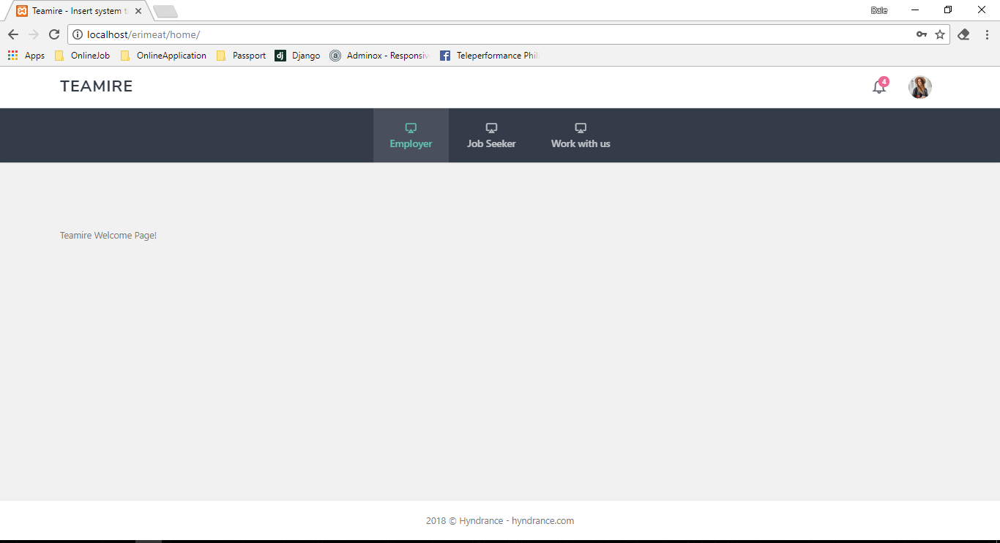 Teamire - Insert system t
Dale
localhost/erimeat/home/
Apps OnlineJob OnlineApplication Passport dj Django a Adminox - Responsiv Teleperformance Phil
TEAMIRE
4
Employer Job Seeker Work with us
Teamire Welcome Page!
2018 © Hyndrance - hyndrance.com